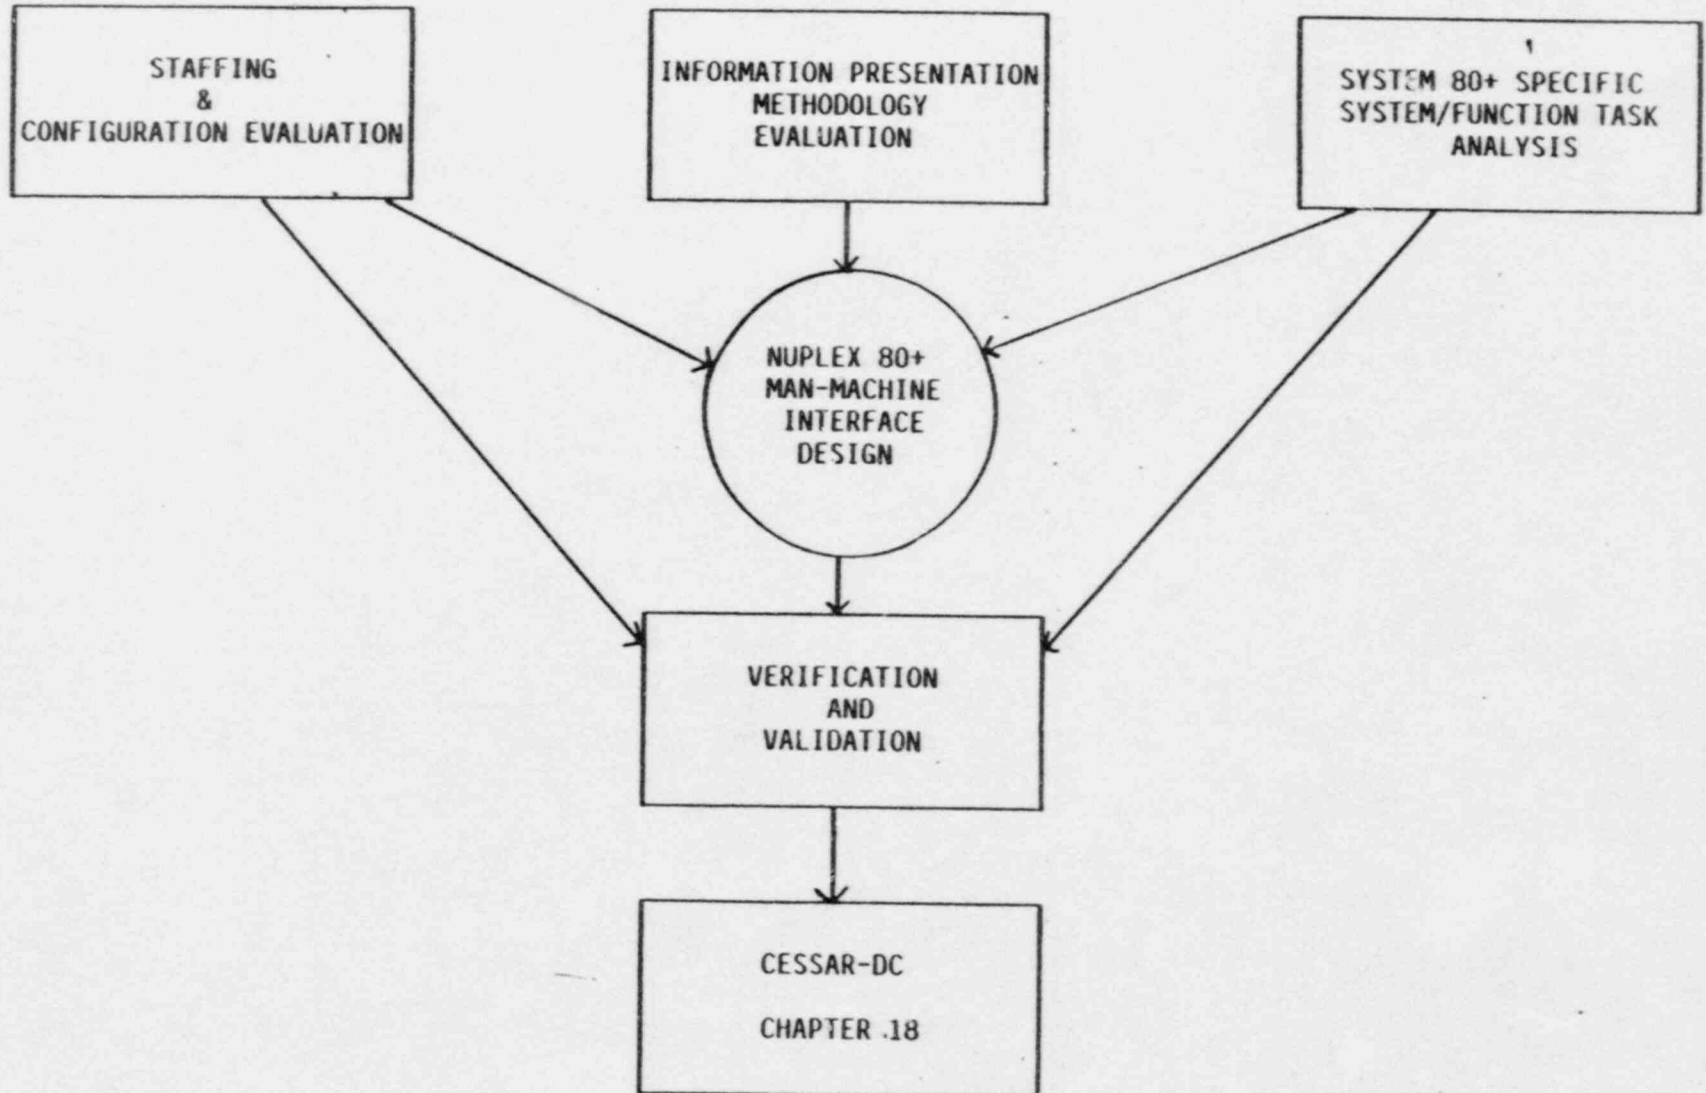 STAFFING
&
CONFIGURATION EVALUATION
INFORMATION PRESENTATION
METHODOLOGY
EVALUATION
SYSTEM 80+ SPECIFIC
SYSTEM/FUNCTION TASK
ANALYSIS
NUPLEX 80+
MAN-MACHINE
INTERFACE
DESIGN
VERIFICATION
AND
VALIDATION
CESSAR-DC
CHAPTER 18